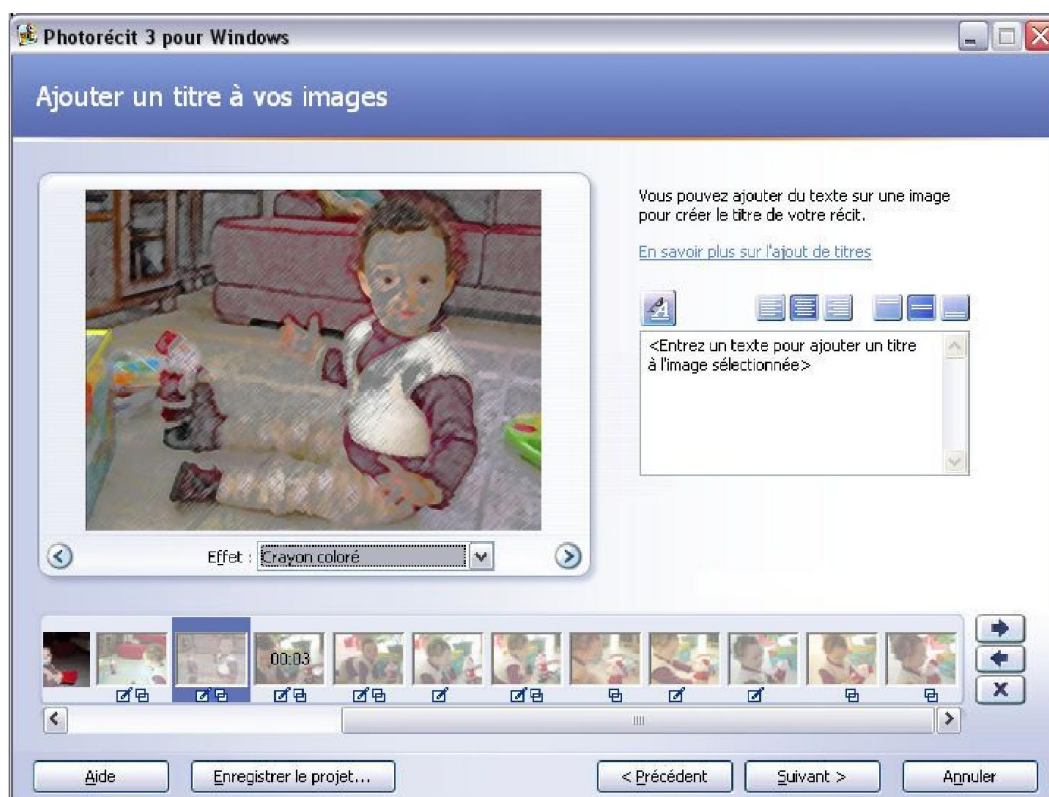 Photorécit 3 pour Windows
Ajouter un titre à vos images
Vous pouvez ajouter du texte sur une image
pour créer le titre de votre récit.
En savoir plus sur l'ajout de titres
A
<Entrez un texte pour ajouter un titre
à l'image sélectionnée>
Effet : Crayon coloré
00:03
Aide
Enregistrer le projet...
< Précédent
Suivant >
Annuler